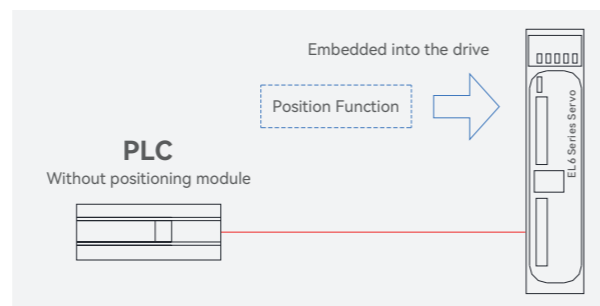 Embedded into the drive
Position Function
PLC
Without positioning module
EL6 Series Servo